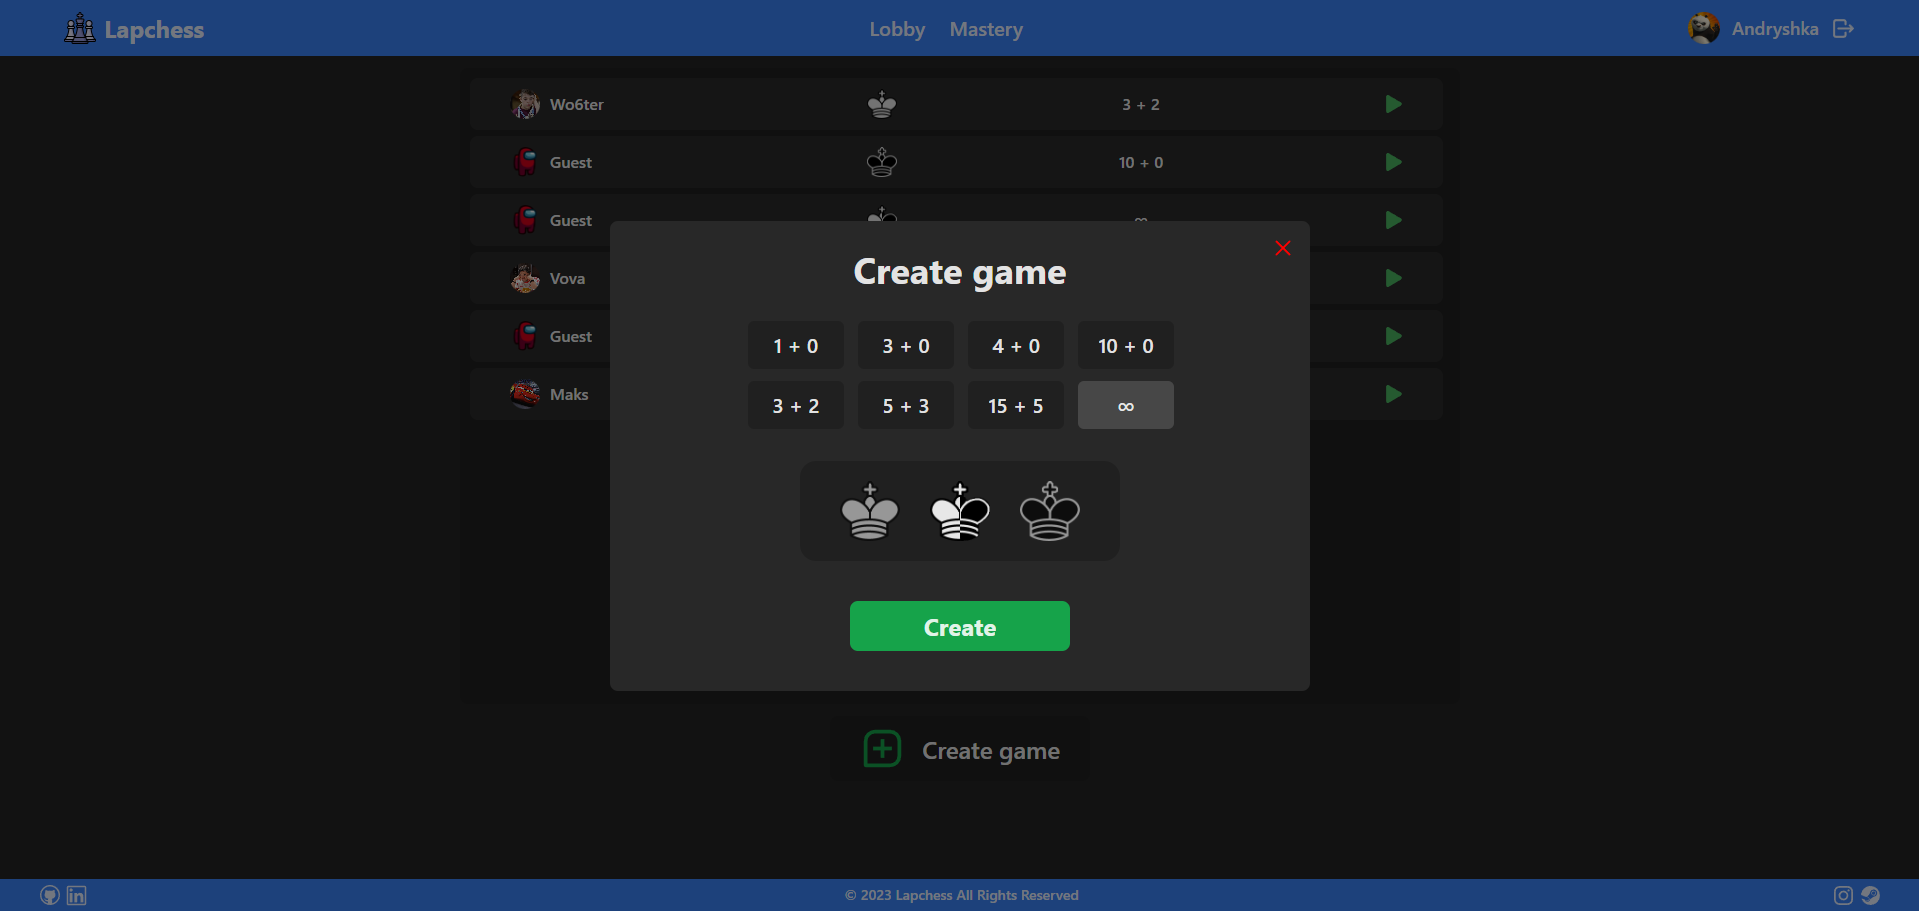 Lapchess
Lobby Mastery
Andryshka
Wo6ter 3 + 2
Guest 10 + 0
Guest ∞
Vova
Guest
Maks
Create game
1 + 0 3 + 0 4 + 0 10 + 0
3 + 2 5 + 3 15 + 5 ∞
Create
Create game
in © 2023 Lapchess All Rights Reserved